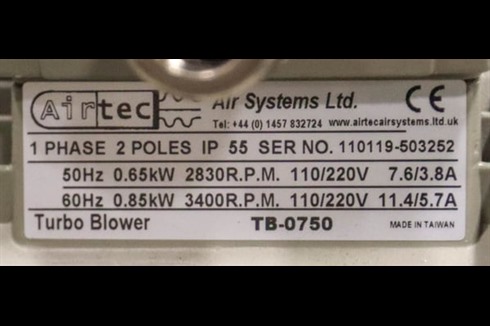 Airtec Air Systems Ltd. CE
Tel: +44 (0) 1457 832724 www.airtecairsystems.ltd.uk
1 PHASE 2 POLES IP 55 SER NO. 110119-503252
50Hz 0.65kW 2830R.P.M. 110/220V 7.6/3.8A
60Hz 0.85kW 3400R.P.M. 110/220V 11.4/5.7A
Turbo Blower TB-0750 MADE IN TAIWAN